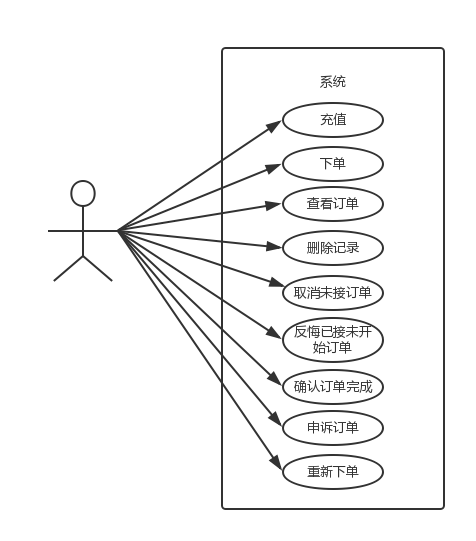 系统
充值
下单
查看订单
删除记录
取消未接订单
反悔已接未开
始订单
确认订单完成
申诉订单
重新下单